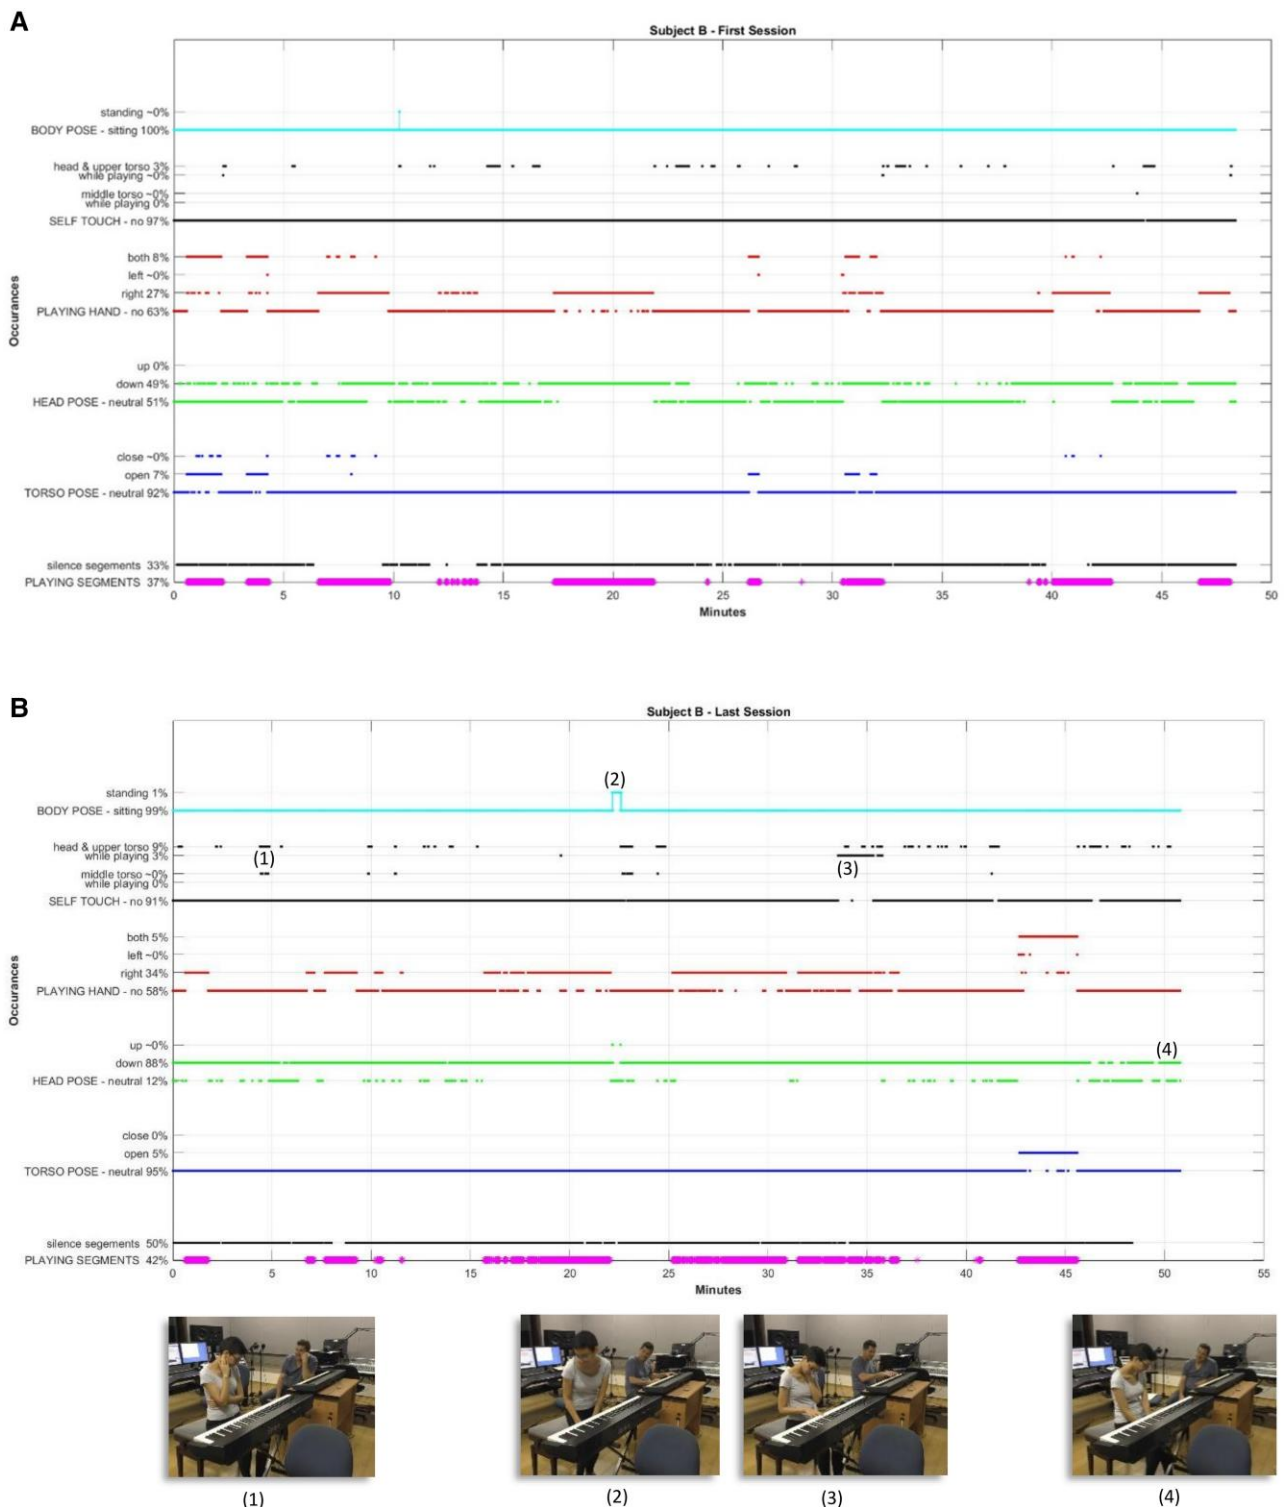 A
Subject B - First Session
standing ~0%
BODY POSE - sitting 100%
head & upper torso 3%
while playing ~0%
middle torso ~0%
while playing 0%
SELF TOUCH - no 97%
both 8%
left ~0%
right 27%
PLAYING HAND - no 63%
up 0%
down 49%
HEAD POSE - neutral 51%
close ~0%
open 7%
TORSO POSE - neutral 92%
silence segements 33%
PLAYING SEGMENTS 37%
Occurances
0 5 10 15 20 25 30 35 40 45 50
Minutes
B
Subject B - Last Session
(2)
standing 1%
BODY POSE - sitting 99%
head & upper torso 9%
while playing 3%
(1)
(3)
middle torso ~0%
while playing 0%
SELF TOUCH - no 91%
both 5%
left ~0%
right 34%
PLAYING HAND - no 58%
up ~0%
(4)
down 88%
HEAD POSE - neutral 12%
close 0%
open 5%
TORSO POSE - neutral 95%
silence segements 50%
PLAYING SEGMENTS 42%
Occurances
0 5 10 15 20 25 30 35 40 45 50 55
Minutes
(1) (2) (3) (4)